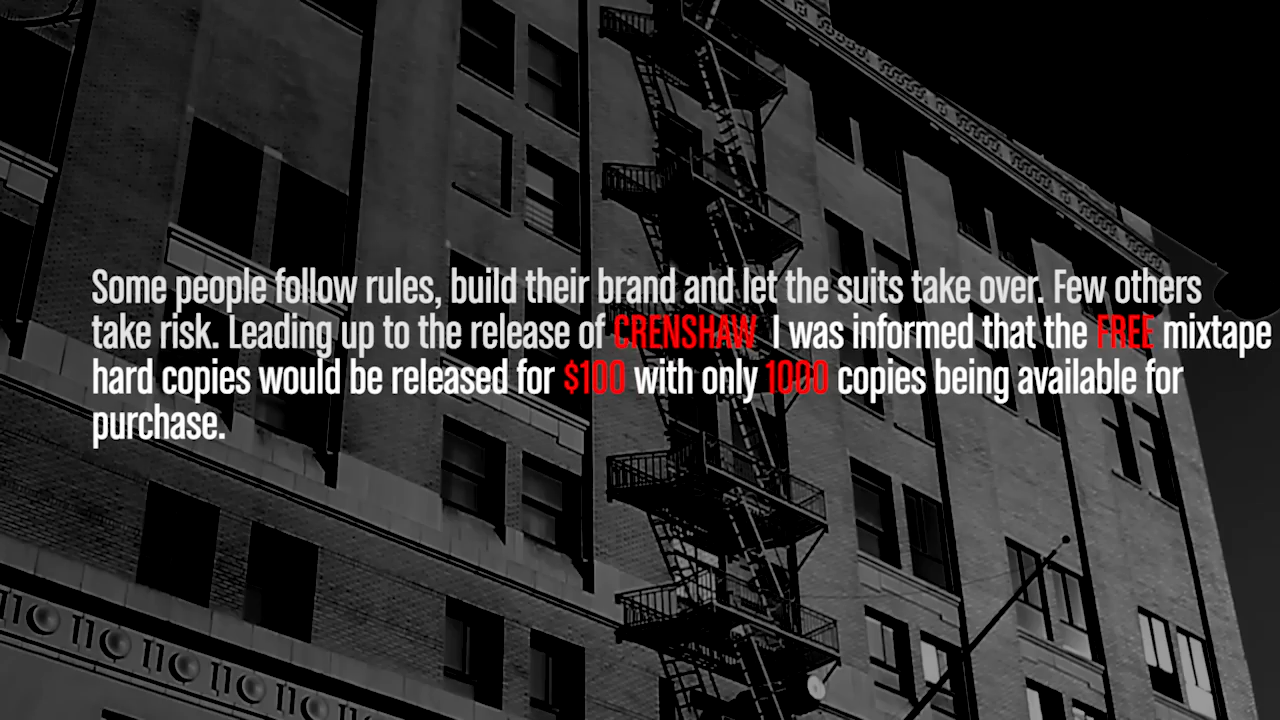 Some people follow rules, build their brand and let the suits take over. Few others
take risk. Leading up to the release of CRENSHAW I was informed that the FREE mixtape
hard copies would be released for $100 with only 1000 copies being available for
purchase.